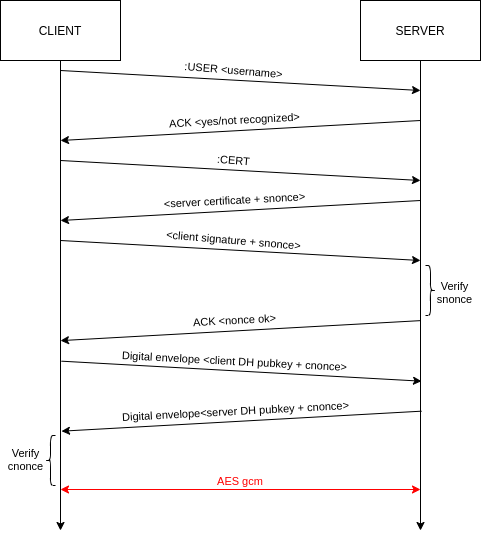 CLIENT
SERVER
:USER <username>
ACK <yes/not recognized>
:CERT
<server certificate + snonce>
<client signature + snonce>
Verify
snonce
ACK <nonce ok>
Digital envelope <client DH pubkey + cnonce>
Digital envelope<server DH pubkey + cnonce>
Verify
cnonce
AES gcm